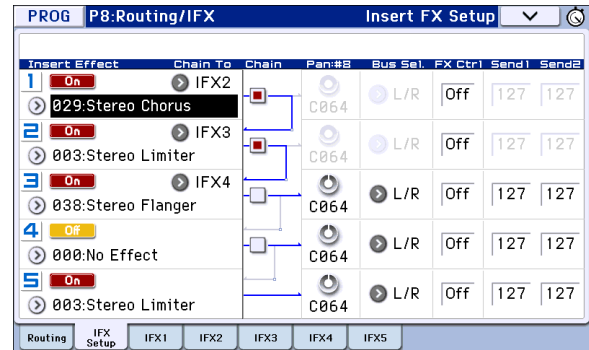 PROG P8:Routing/IFX Insert FX Setup
Insert Effect Chain To Chain Pan:#8 Bus Sel. FX Ctrl Send1 Send2
1 On IFX2
029:Stereo Chorus C064 L/R Off 127 127
2 On IFX3
003:Stereo Limiter C064 L/R Off 127 127
3 On IFX4
038:Stereo Flanger C064 L/R Off 127 127
4 Off
000:No Effect C064 L/R Off 127 127
5 On
003:Stereo Limiter C064 L/R Off 127 127
Routing IFX Setup IFX1 IFX2 IFX3 IFX4 IFX5